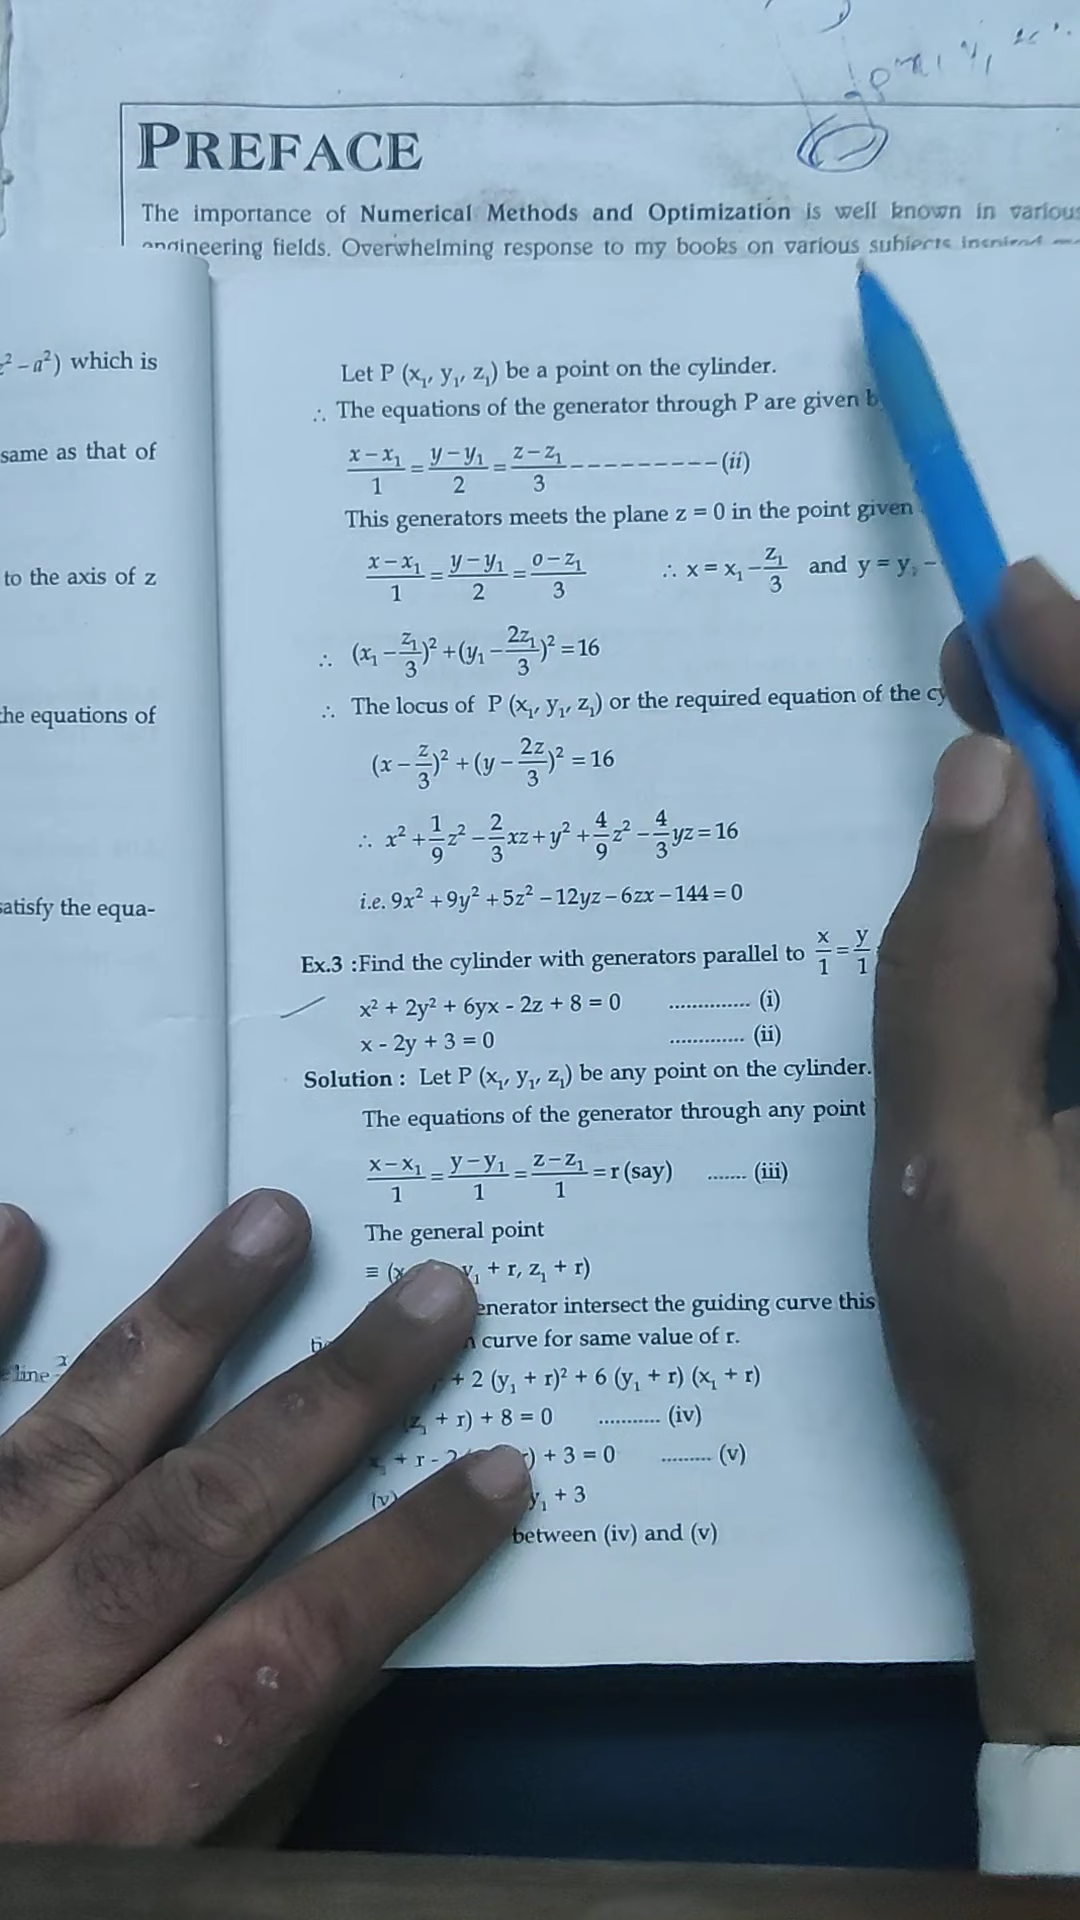 PREFACE
The importance of Numerical Methods and Optimization is well known in various
engineering fields. Overwhelming response to my books on various subjects inspired
z² – a²) which is
same as that of
to the axis of z
the equations of
satisfy the equa-
line
Let P (x₁, y₁, z₁) be a point on the cylinder.
∴ The equations of the generator through P are given b
(x – x₁)/1 = (y – y₁)/2 = (z – z₁)/3 ---------- (ii)
This generators meets the plane z = 0 in the point given
(x – x₁)/1 = (y – y₁)/2 = (0 – z₁)/3 ∴ x = x₁ – z₁/3 and y = y₁ –
∴ (x₁ – z₁/3)² + (y₁ – 2z₁/3)² = 16
∴ The locus of P (x₁, y₁, z₁) or the required equation of the cy
(x – z/3)² + (y – 2z/3)² = 16
∴ x² + 1/9 z² – 2/3 xz + y² + 4/9 z² – 4/3 yz = 16
i.e. 9x² + 9y² + 5z² – 12yz – 6zx – 144 = 0
Ex.3 :Find the cylinder with generators parallel to x/1 = y/1
x² + 2y² + 6yx - 2z + 8 = 0 .............. (i)
x - 2y + 3 = 0 ............. (ii)
Solution : Let P (x₁, y₁, z₁) be any point on the cylinder.
The equations of the generator through any point
(x – x₁)/1 = (y – y₁)/1 = (z – z₁)/1 = r (say) ....... (iii)
The general point
≡ (x y₁ + r, z₁ + r)
enerator intersect the guiding curve this
curve for same value of r.
+ 2 (y₁ + r)² + 6 (y₁ + r) (x₁ + r)
(z₁ + r) + 8 = 0 ........... (iv)
+ r - 2 ) + 3 = 0 ......... (v)
(v) y₁ + 3
between (iv) and (v)